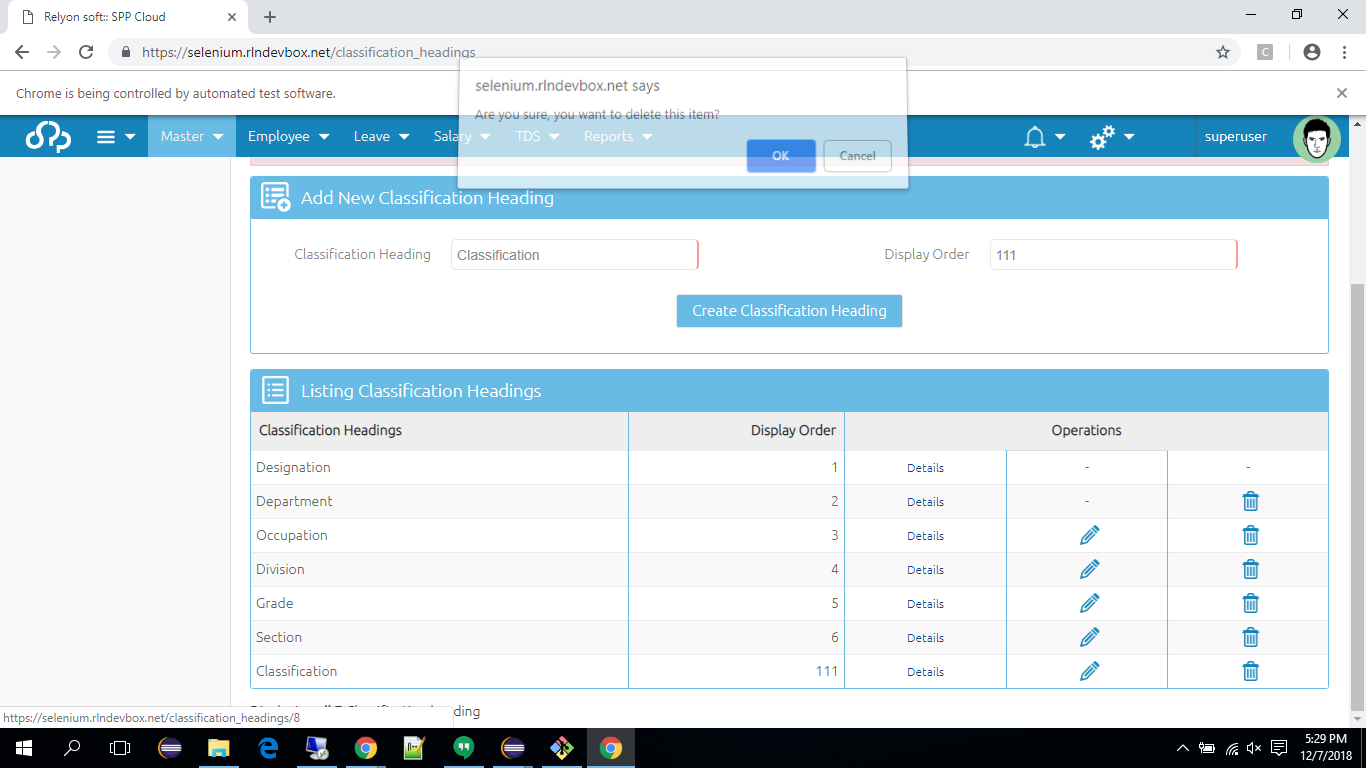 Relyon soft:: SPP Cloud
https://selenium.rlndevbox.net/classification_headings
C
Chrome is being controlled by automated test software.
selenium.rlndevbox.net says
Are you sure, you want to delete this item?
OK Cancel
Master Employee Leave Salary TDS Reports superuser
Add New Classification Heading
Classification Heading Classification Display Order 111
Create Classification Heading
Listing Classification Headings
Classification Headings Display Order Operations
Designation 1 Details - -
Department 2 Details -
Occupation 3 Details
Division 4 Details
Grade 5 Details
Section 6 Details
Classification 111 Details
https://selenium.rlndevbox.net/classification_headings/8
5:29 PM
12/7/2018